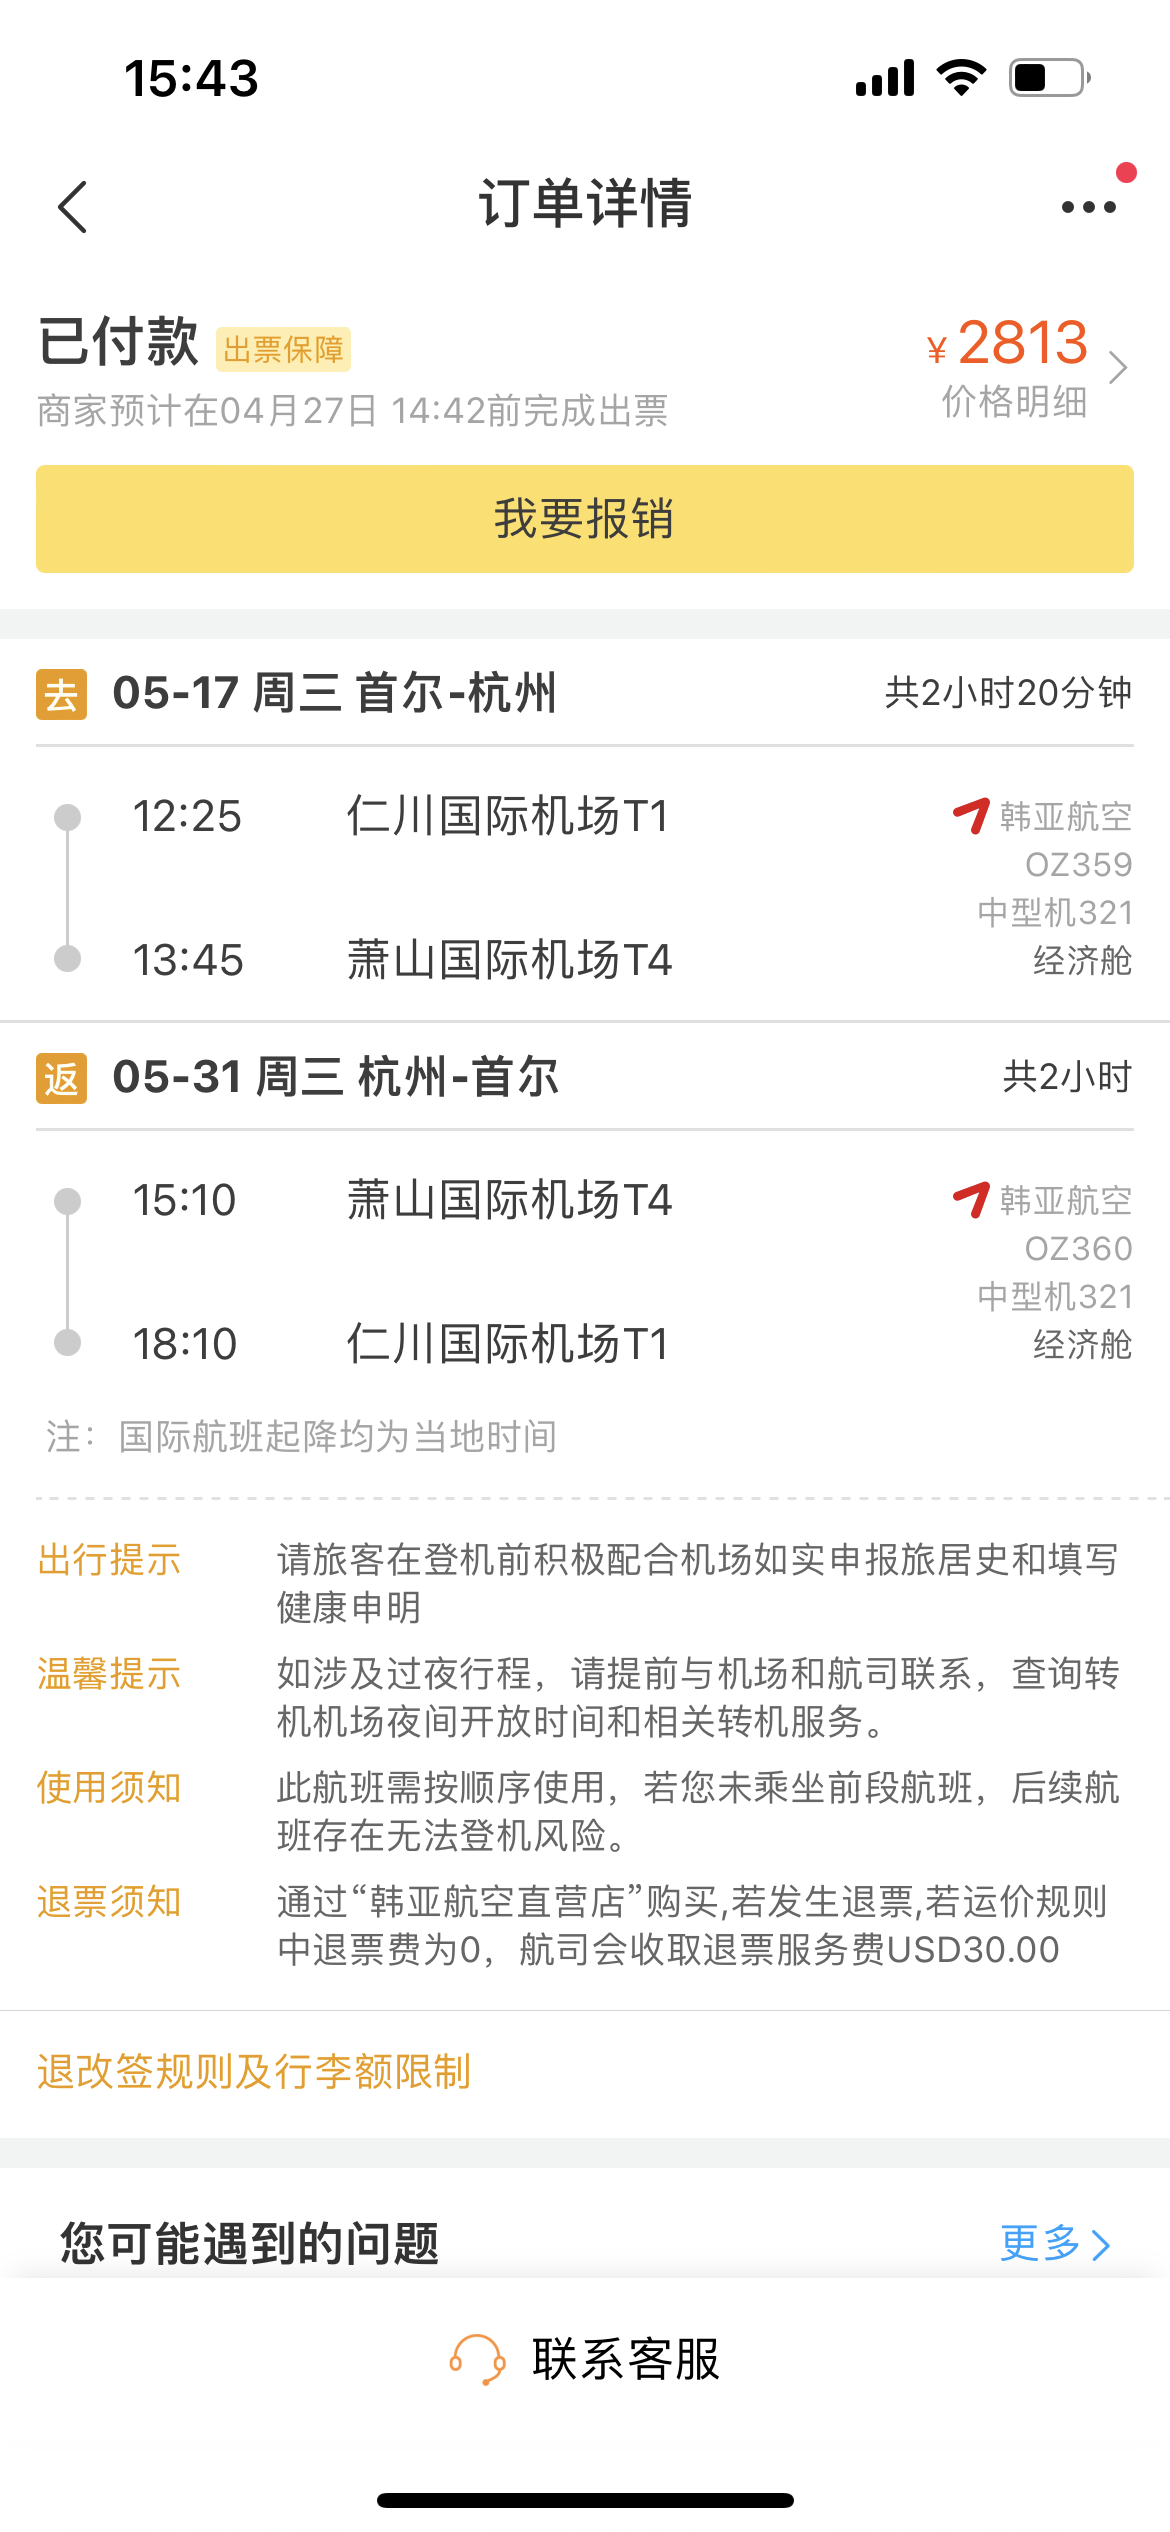 15:43
订单详情
已付款 出票保障
¥2813
商家预计在04月27日 14:42前完成出票
价格明细
我要报销
去 05-17 周三 首尔-杭州 共2小时20分钟
12:25 仁川国际机场T1 韩亚航空
OZ359
中型机321
13:45 萧山国际机场T4 经济舱
返 05-31 周三 杭州-首尔 共2小时
15:10 萧山国际机场T4 韩亚航空
OZ360
中型机321
18:10 仁川国际机场T1 经济舱
注：国际航班起降均为当地时间
出行提示 请旅客在登机前积极配合机场如实申报旅居史和填写
健康申明
温馨提示 如涉及过夜行程，请提前与机场和航司联系，查询转
机机场夜间开放时间和相关转机服务。
使用须知 此航班需按顺序使用，若您未乘坐前段航班，后续航
班存在无法登机风险。
退票须知 通过“韩亚航空直营店”购买,若发生退票,若运价规则
中退票费为0，航司会收取退票服务费USD30.00
退改签规则及行李额限制
您可能遇到的问题 更多
联系客服